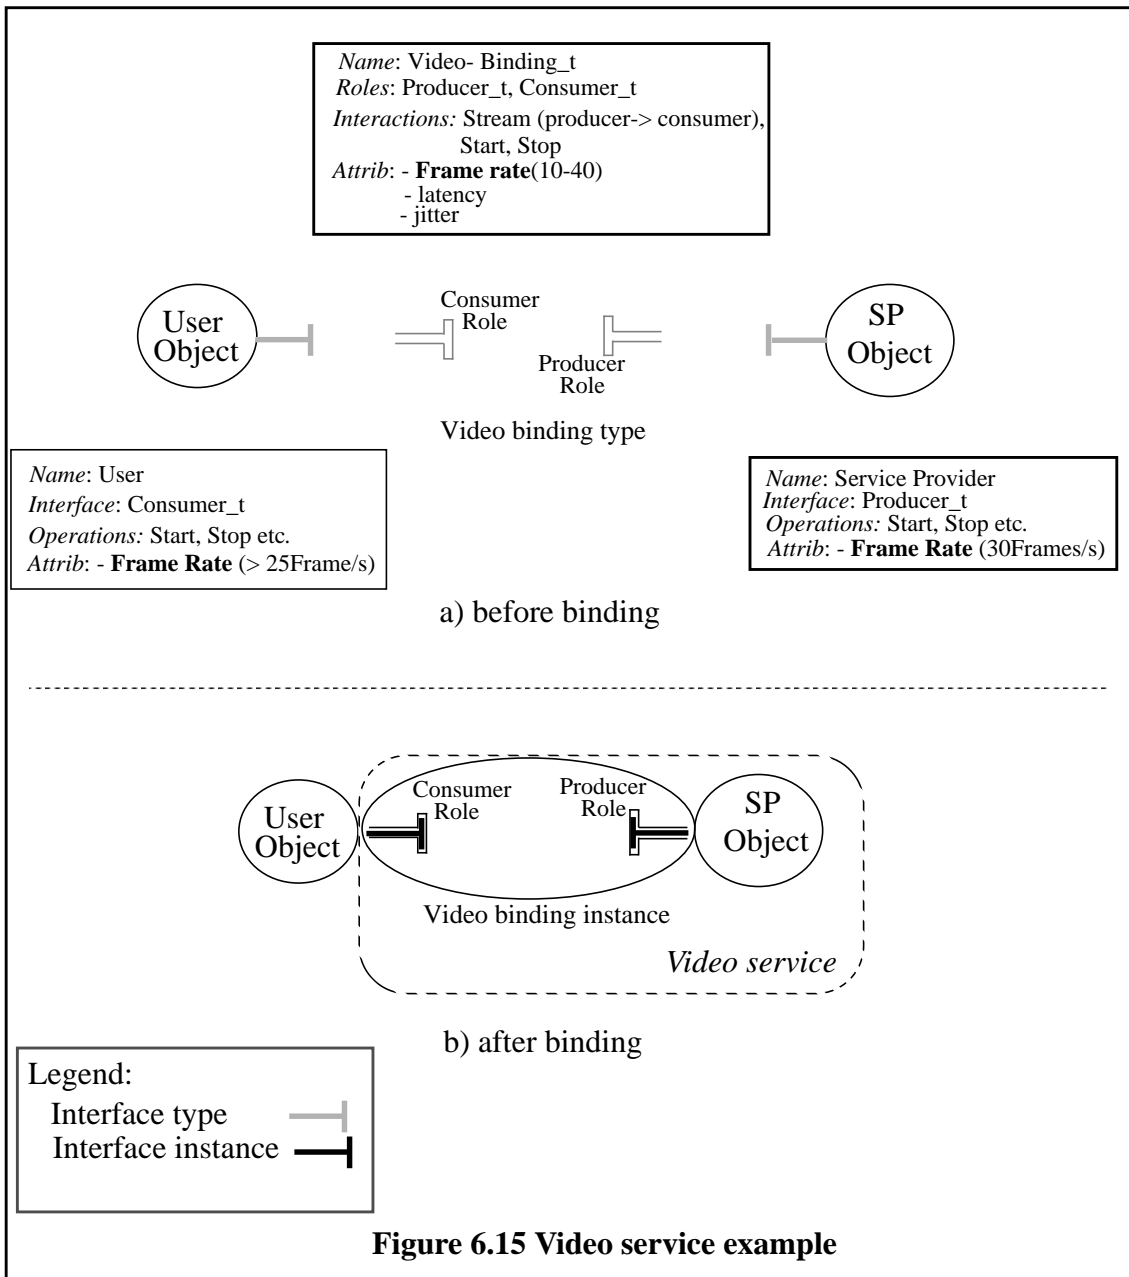 Name: Video- Binding_t
Roles: Producer_t, Consumer_t
Interactions: Stream (producer-> consumer),
Start, Stop
Attrib: - Frame rate(10-40)
- latency
- jitter
User
Object
Consumer
Role
Producer
Role
SP
Object
Video binding type
Name: User
Interface: Consumer_t
Operations: Start, Stop etc.
Attrib: - Frame Rate (> 25Frame/s)
Name: Service Provider
Interface: Producer_t
Operations: Start, Stop etc.
Attrib: - Frame Rate (30Frames/s)
a) before binding
User
Object
Consumer
Role
Producer
Role
SP
Object
Video binding instance
Video service
b) after binding
Legend:
Interface type
Interface instance
Figure 6.15 Video service example